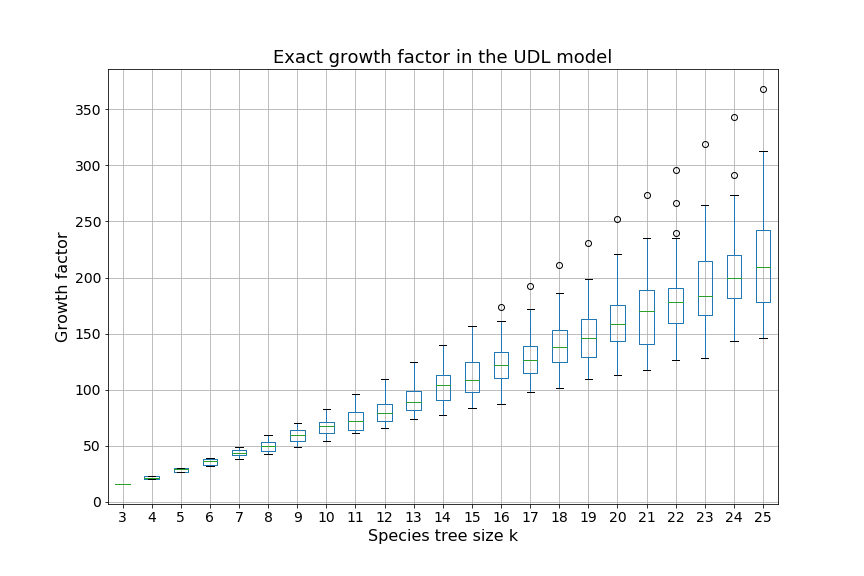 Exact growth factor in the UDL model
Growth factor
350
300
250
200
150
100
50
0
3 4 5 6 7 8 9 10 11 12 13 14 15 16 17 18 19 20 21 22 23 24 25
Species tree size k